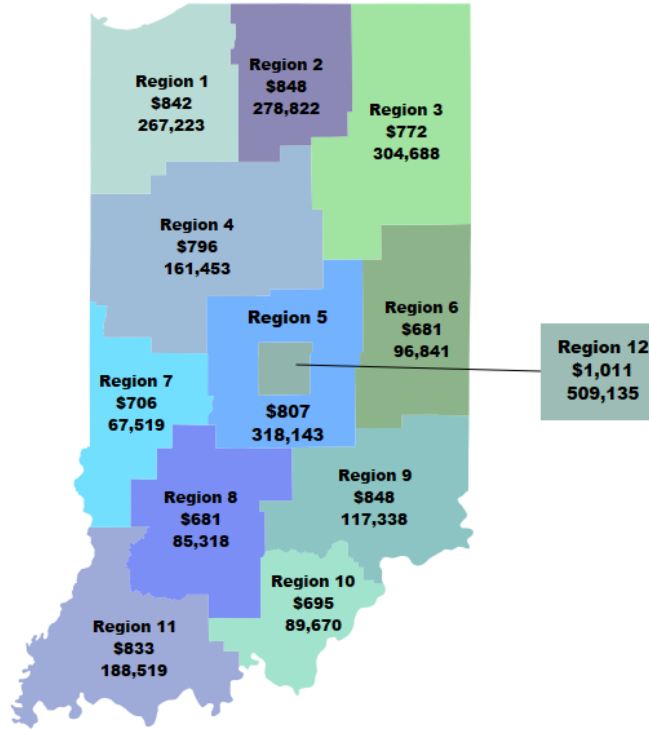 Region 1
$842
267,223
Region 2
$848
278,822
Region 3
$772
304,688
Region 4
$796
161,453
Region 5
$807
318,143
Region 6
$681
96,841
Region 12
$1,011
509,135
Region 7
$706
67,519
Region 8
$681
85,318
Region 9
$848
117,338
Region 10
$695
89,670
Region 11
$833
188,519